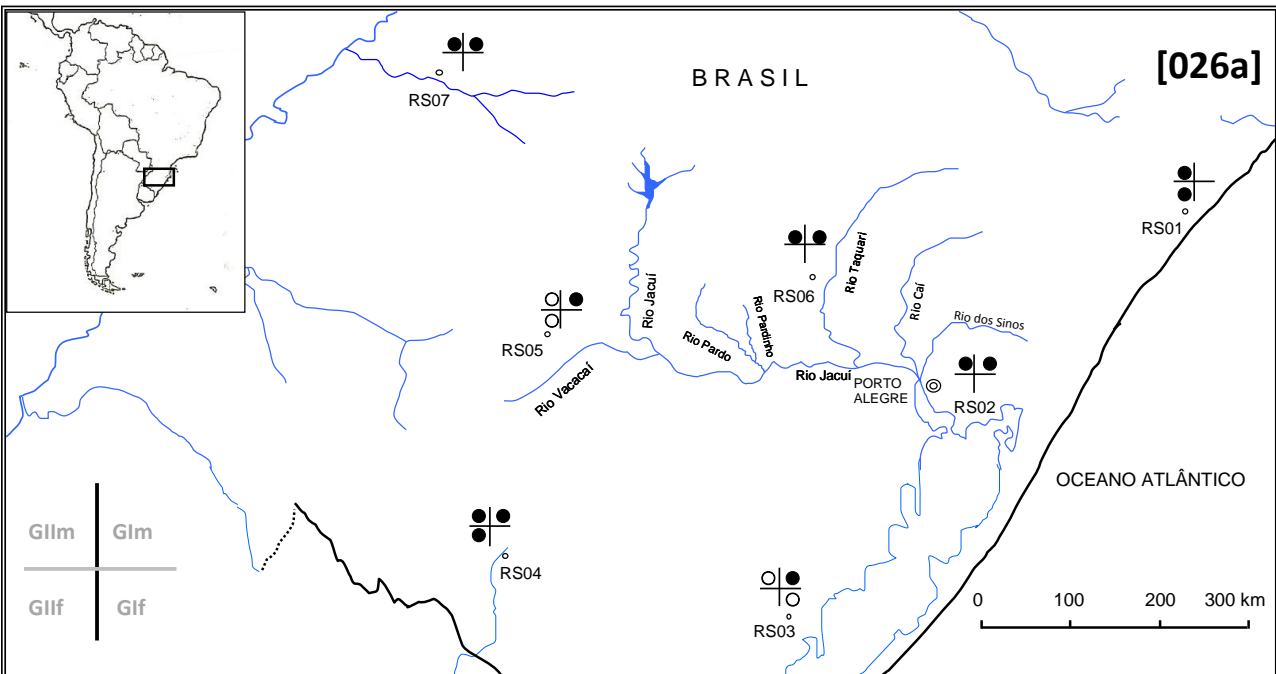 [026a]
BRASIL
RS07
RS01
RS06
RS05
Rio Jacuí
Rio Pardo
Rio Pardinho
Rio Taquari
Rio Caí
Rio dos Sinos
Rio Vacacaí
Rio Jacuí
PORTO
ALEGRE
RS02
OCEANO ATLÂNTICO
GIIm GIm
GIIf GIf
RS04
RS03
0 100 200 300 km